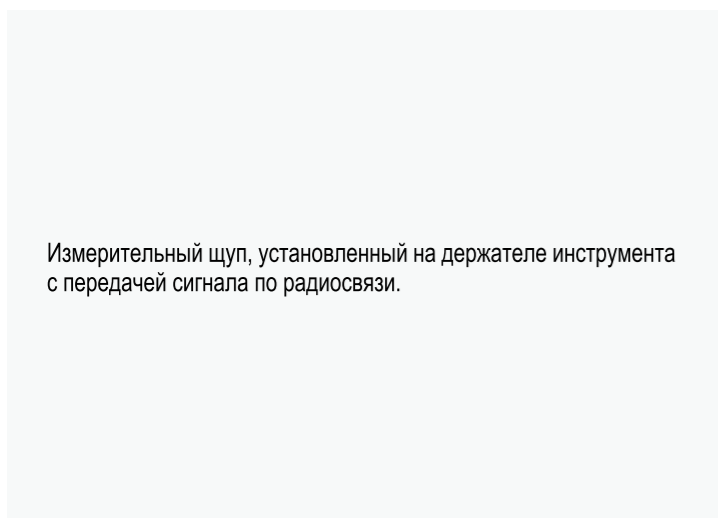 Измерительный щуп, установленный на держателе инструмента
с передачей сигнала по радиосвязи.